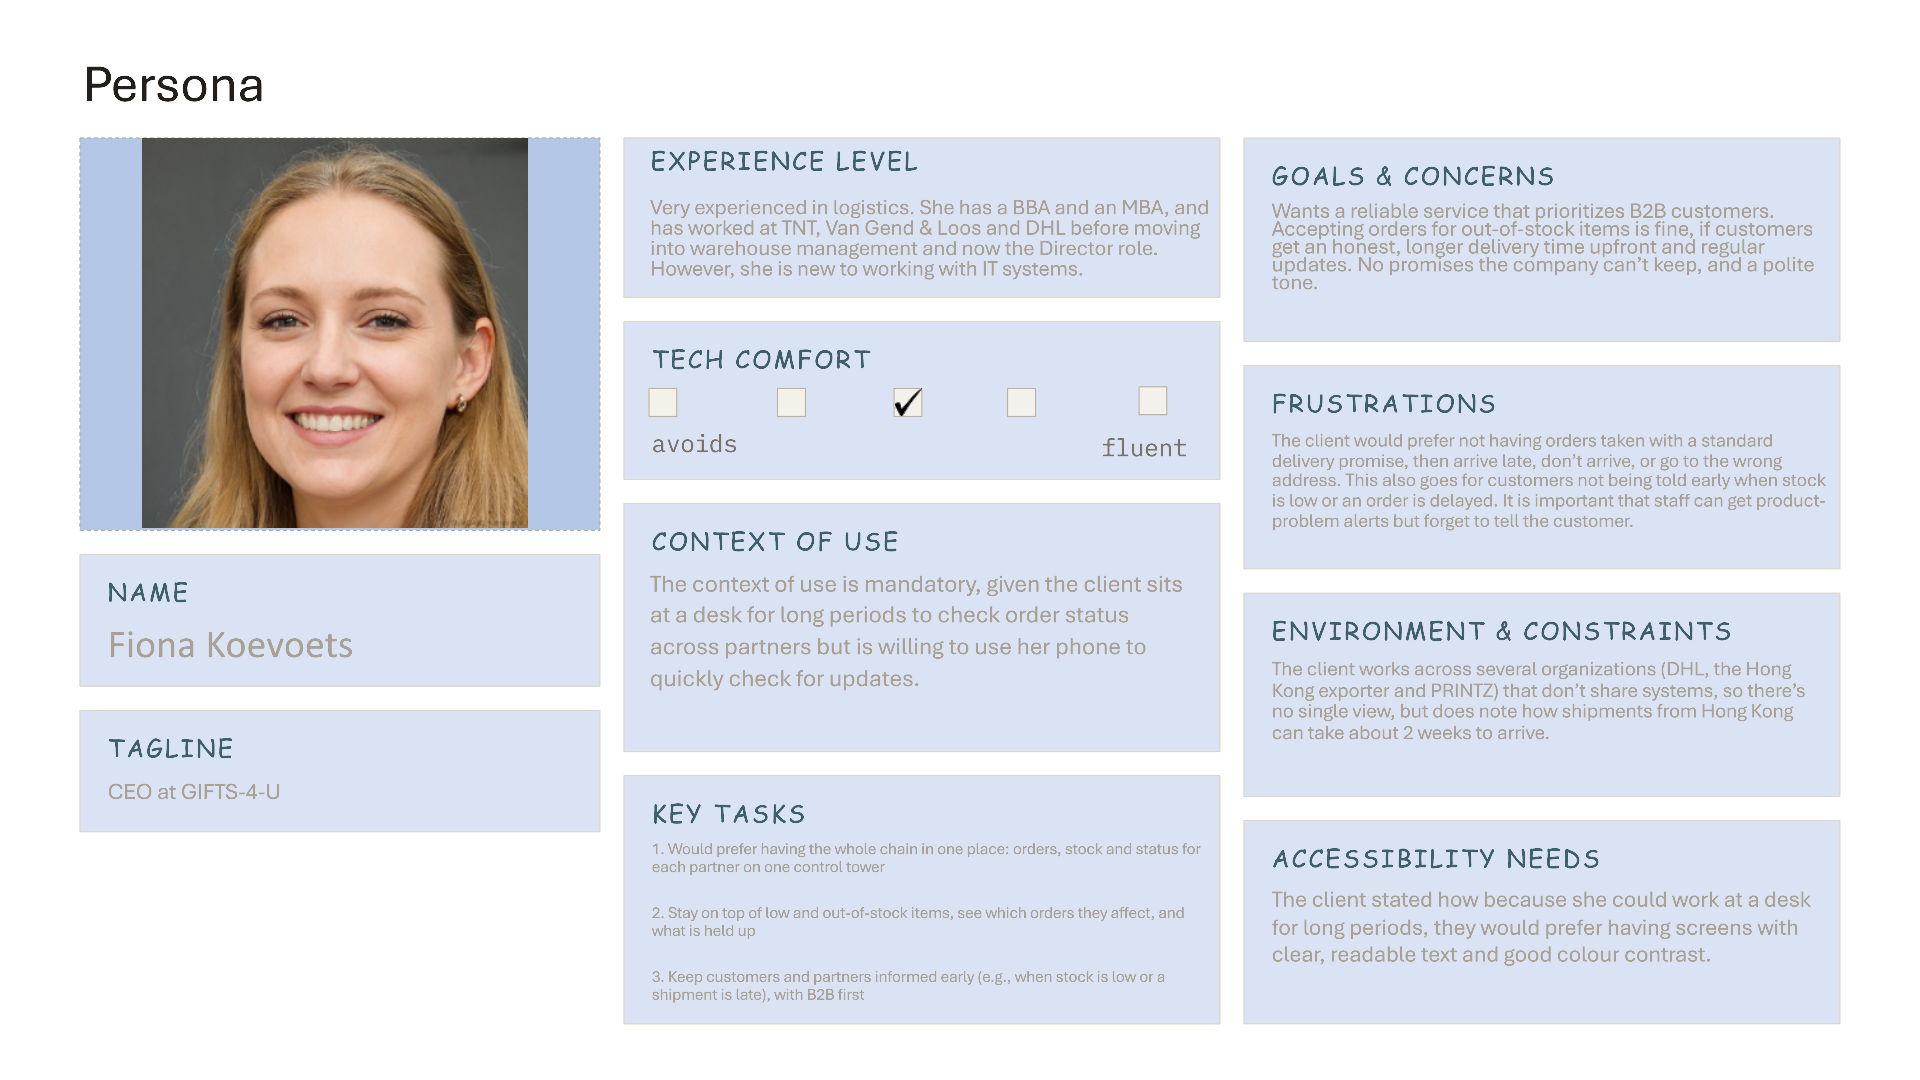 Persona
NAME
Fiona Koevoets
TAGLINE
CEO at GIFTS-4-U
EXPERIENCE LEVEL
Very experienced in logistics. She has a BBA and an MBA, and
has worked at TNT, Van Gend & Loos and DHL before moving
into warehouse management and now the Director role.
However, she is new to working with IT systems.
TECH COMFORT
avoids
fluent
CONTEXT OF USE
The context of use is mandatory, given the client sits
at a desk for long periods to check order status
across partners but is willing to use her phone to
quickly check for updates.
KEY TASKS
1. Would prefer having the whole chain in one place: orders, stock and status for
each partner on one control tower
2. Stay on top of low and out-of-stock items, see which orders they affect, and
what is held up
3. Keep customers and partners informed early (e.g., when stock is low or a
shipment is late), with B2B first
GOALS & CONCERNS
Wants a reliable service that prioritizes B2B customers.
Accepting orders for out-of-stock items is fine, if customers
get an honest, longer delivery time upfront and regular
updates. No promises the company can’t keep, and a polite
tone.
FRUSTRATIONS
The client would prefer not having orders taken with a standard
delivery promise, then arrive late, don’t arrive, or go to the wrong
address. This also goes for customers not being told early when stock
is low or an order is delayed. It is important that staff can get product-
problem alerts but forget to tell the customer.
ENVIRONMENT & CONSTRAINTS
The client works across several organizations (DHL, the Hong
Kong exporter and PRINTZ) that don’t share systems, so there’s
no single view, but does note how shipments from Hong Kong
can take about 2 weeks to arrive.
ACCESSIBILITY NEEDS
The client stated how because she could work at a desk
for long periods, they would prefer having screens with
clear, readable text and good colour contrast.